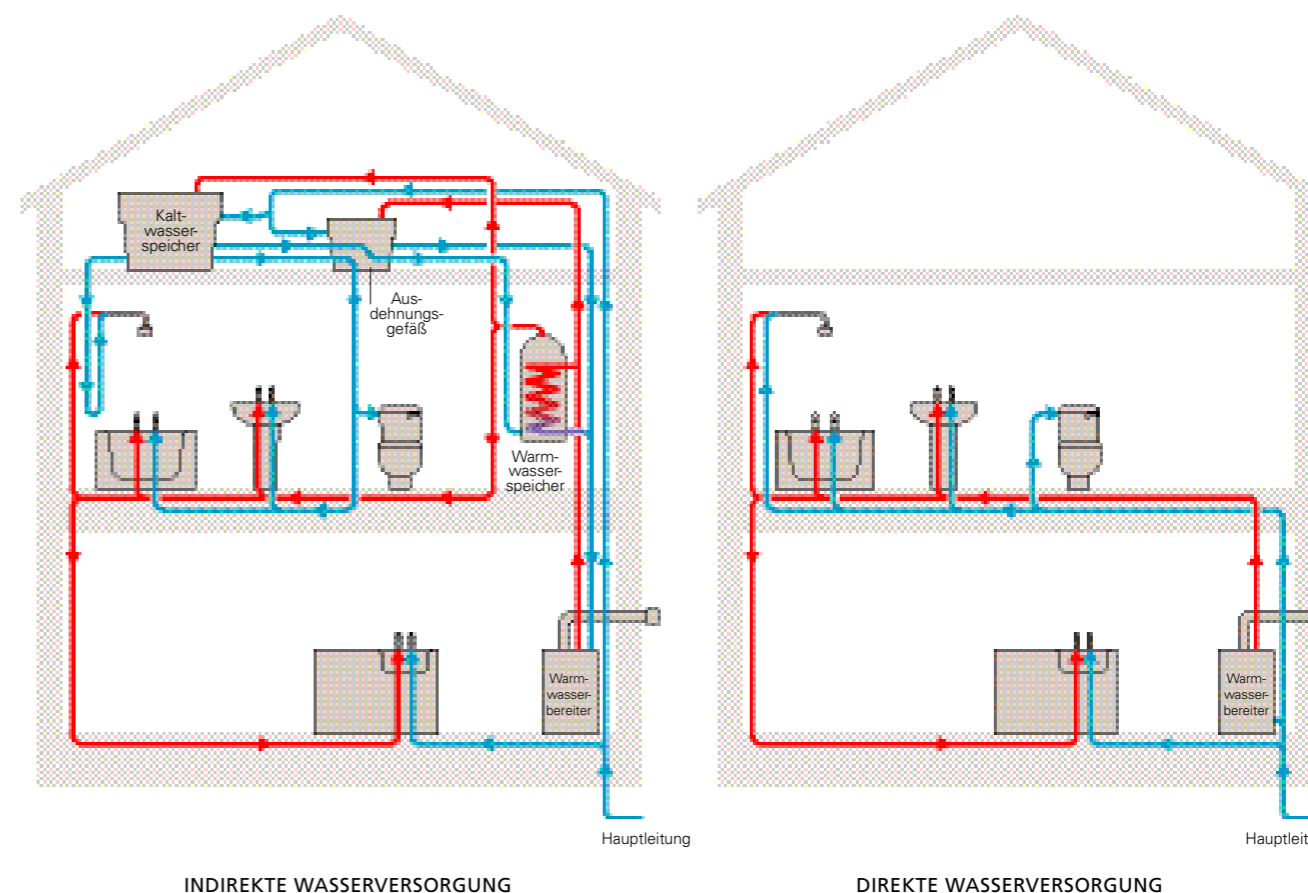 Kalt-
wasser-
speicher
Aus-
dehnungs-
gefäß
Warm-
wasser-
speicher
Warm-
wasser-
bereiter
Hauptleitung
INDIREKTE WASSERVERSORGUNG
Warm-
wasser-
bereiter
Hauptleit
DIREKTE WASSERVERSORGUNG